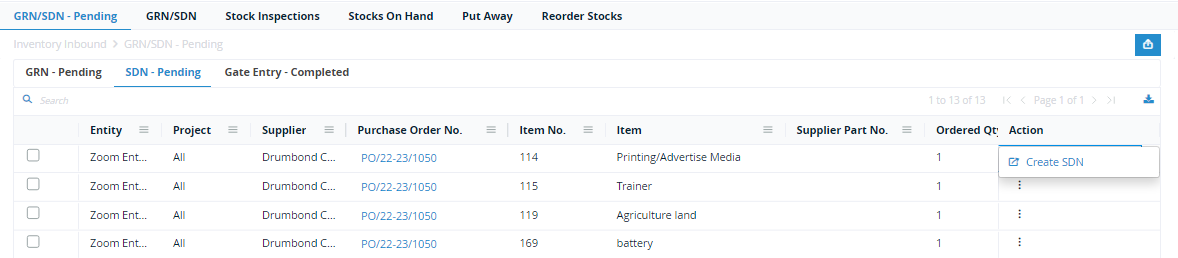 GRN/SDN - Pending GRN/SDN Stock Inspections Stocks On Hand Put Away Reorder Stocks
Inventory Inbound > GRN/SDN - Pending
GRN - Pending SDN - Pending Gate Entry - Completed
Search 1 to 13 of 13 Page 1 of 1
Entity Project Supplier Purchase Order No. Item No. Item Supplier Part No. Ordered Qty Action
Zoom Ent... All Drumbond C... PO/22-23/1050 114 Printing/Advertise Media 1
Create SDN
Zoom Ent... All Drumbond C... PO/22-23/1050 115 Trainer 1
Zoom Ent... All Drumbond C... PO/22-23/1050 119 Agriculture land 1
Zoom Ent... All Drumbond C... PO/22-23/1050 169 battery 1